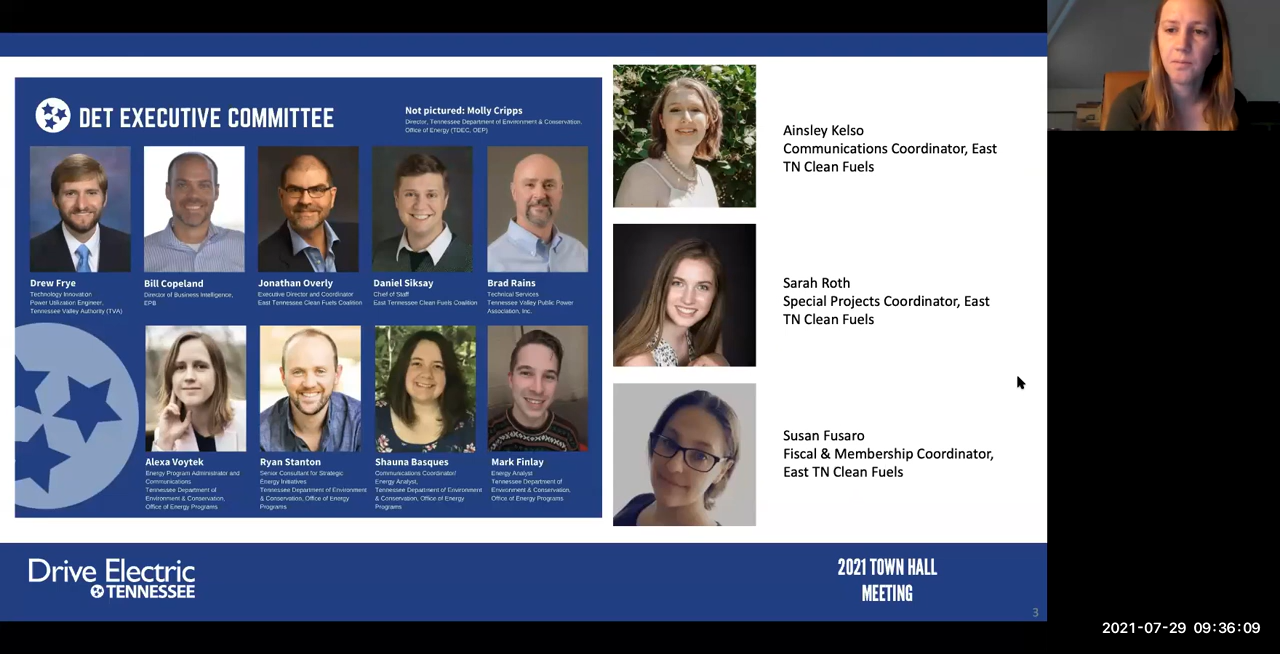 DET EXECUTIVE COMMITTEE
Not pictured: Molly Cripps
Director, Tennessee Department of Environment & Conservation,
Office of Energy (TDEC, OEP)
Drew Frye
Technology Innovation
Power Utilization Engineer,
Tennessee Valley Authority (TVA)
Bill Copeland
Director of Business Intelligence,
EPB
Jonathan Overly
Executive Director and Coordinator
East Tennessee Clean Fuels Coalition
Daniel Siksay
Chief of Staff
East Tennessee Clean Fuels Coalition
Brad Rains
Technical Services
Tennessee Valley Public Power
Association, Inc.
Alexa Voytek
Energy Program Administrator and
Communications
Tennessee Department of
Environment & Conservation,
Office of Energy Programs
Ryan Stanton
Senior Consultant for Strategic
Energy Initiatives
Tennessee Department of Environment
& Conservation, Office of Energy
Programs
Shauna Basques
Communications Coordinator/
Energy Analyst,
Tennessee Department of Environment
& Conservation, Office of Energy
Programs
Mark Finlay
Energy Analyst
Tennessee Department of
Environment & Conservation,
Office of Energy Programs
Ainsley Kelso
Communications Coordinator, East
TN Clean Fuels
Sarah Roth
Special Projects Coordinator, East
TN Clean Fuels
Susan Fusaro
Fiscal & Membership Coordinator,
East TN Clean Fuels
Drive Electric
TENNESSEE
2021 TOWN HALL
MEETING
3
2021-07-29 09:36:09